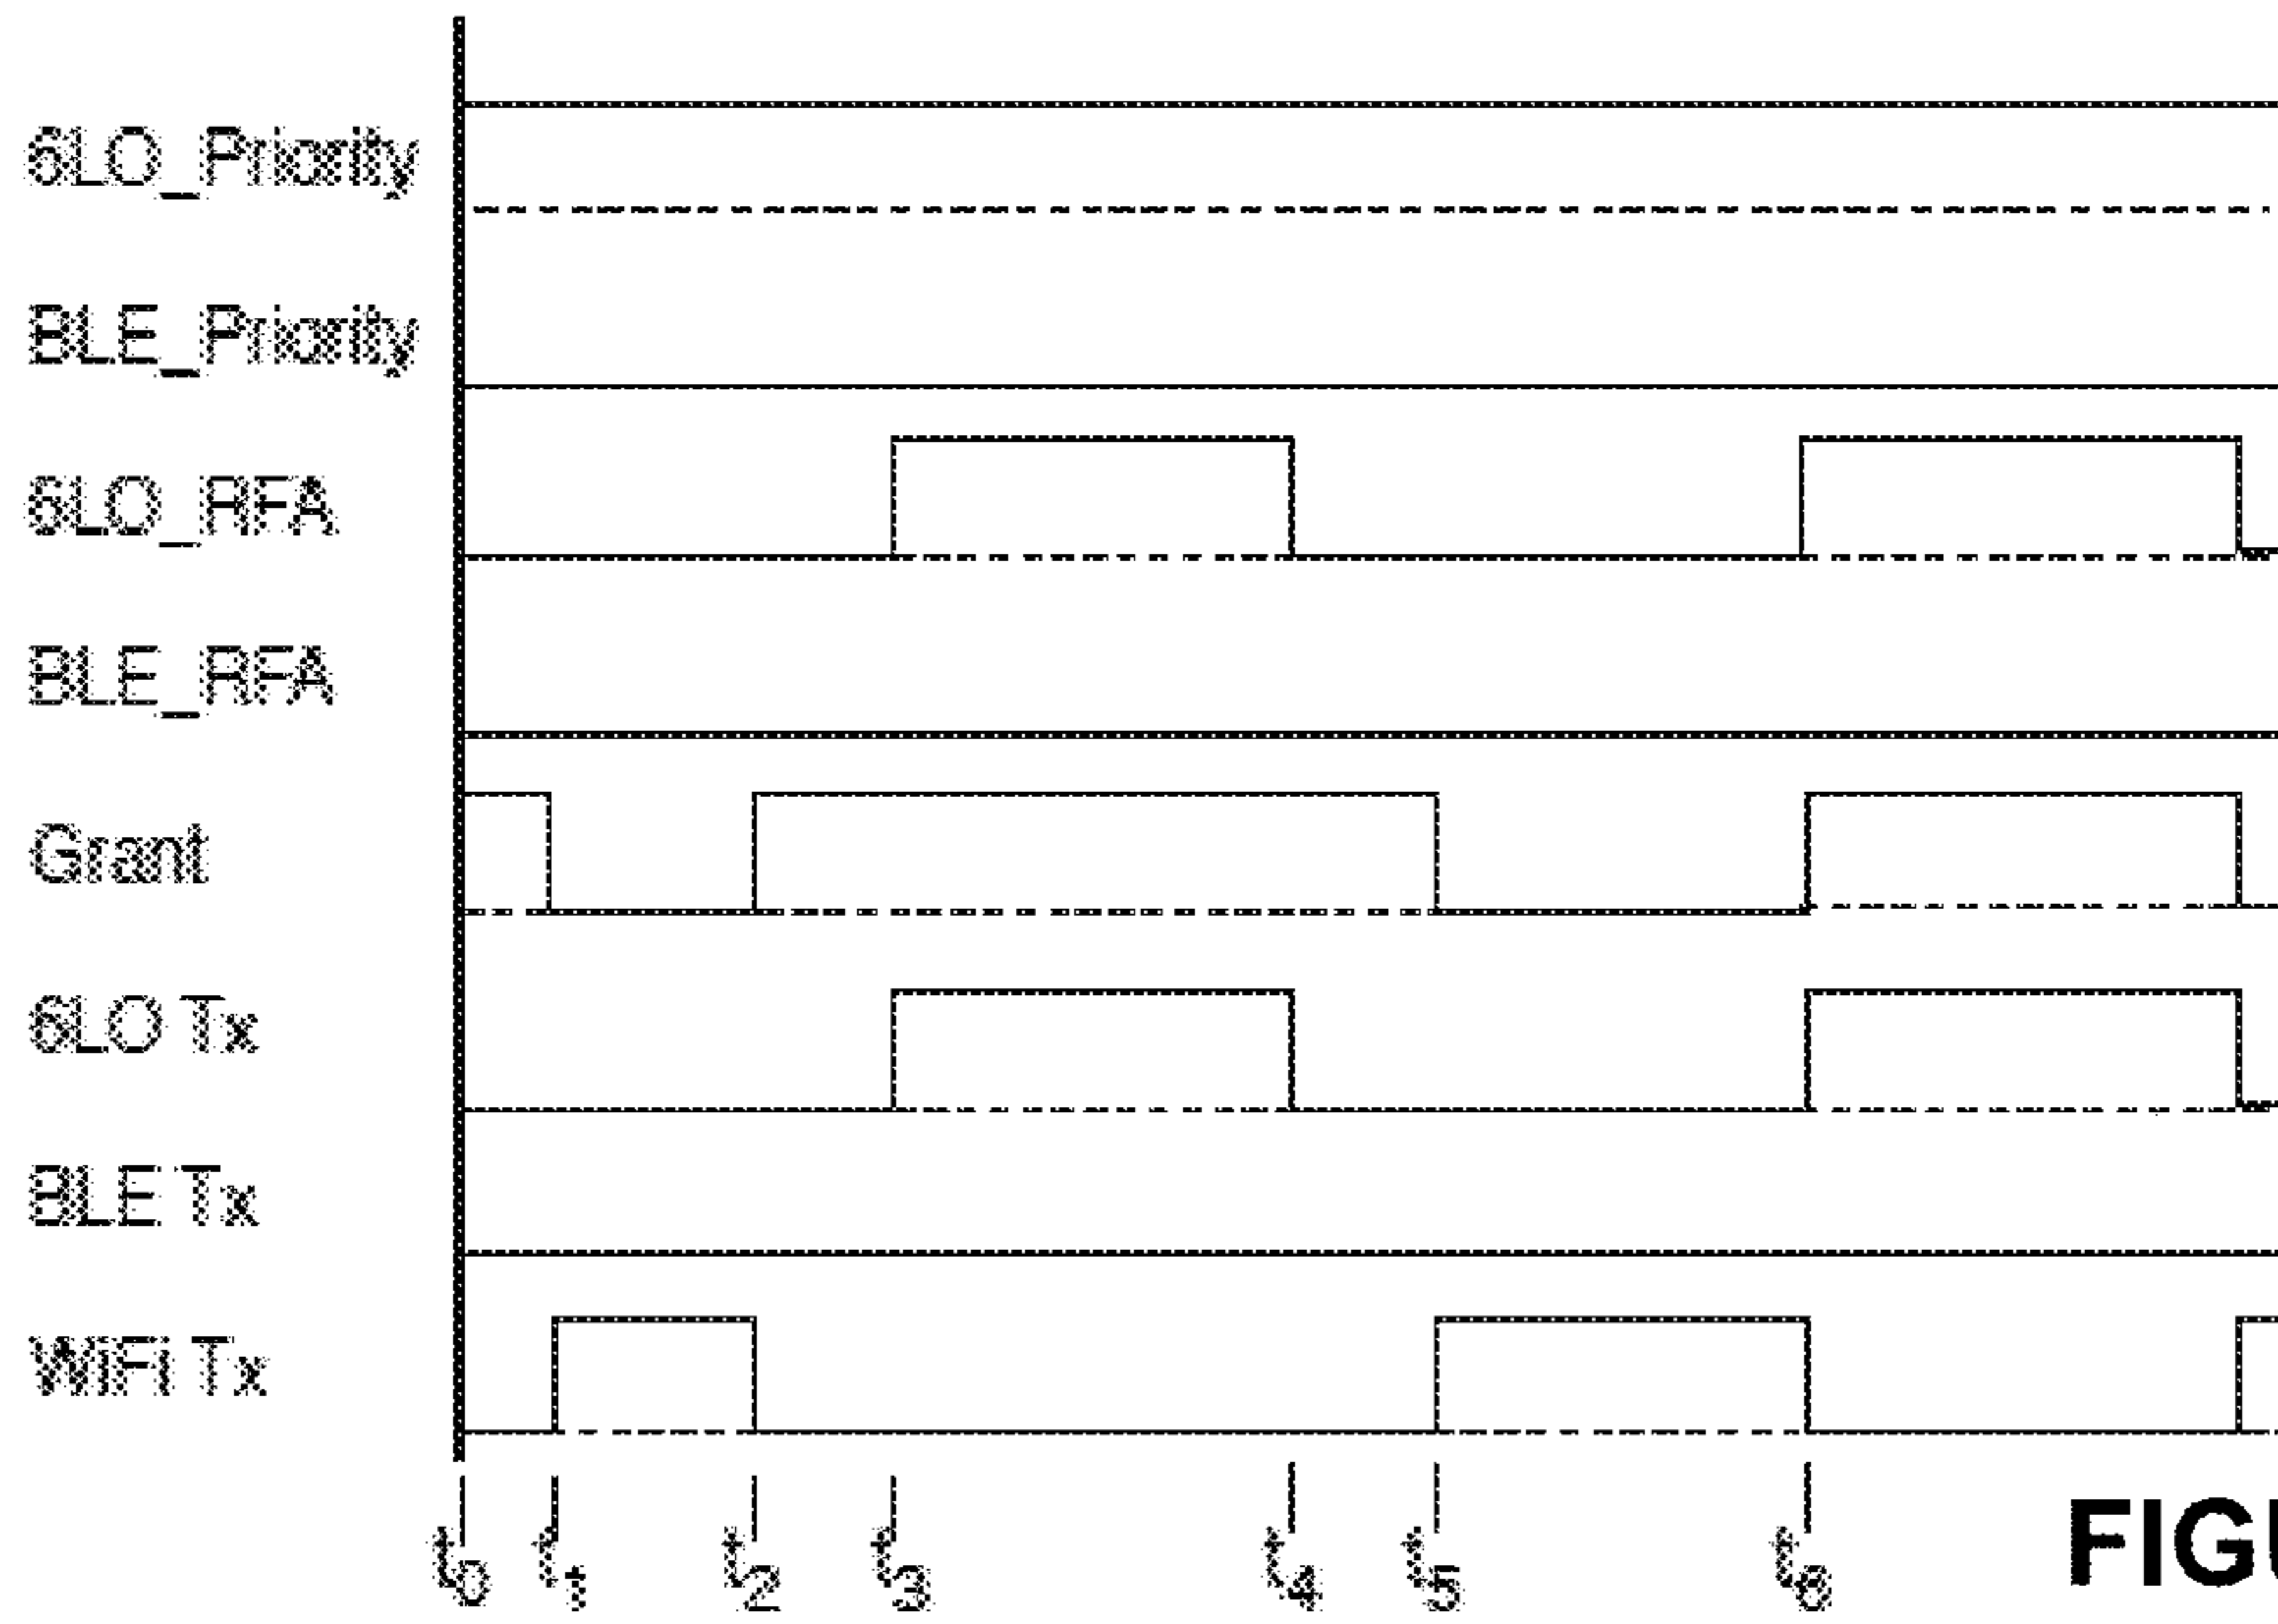 6LO_Priority
BLE_Priority
6LO_RFA
BLE_RFA
Grant
6LO Tx
BLE Tx
WiFi Tx
t0 t1 t2 t3 t4 t5 t6
FIGU